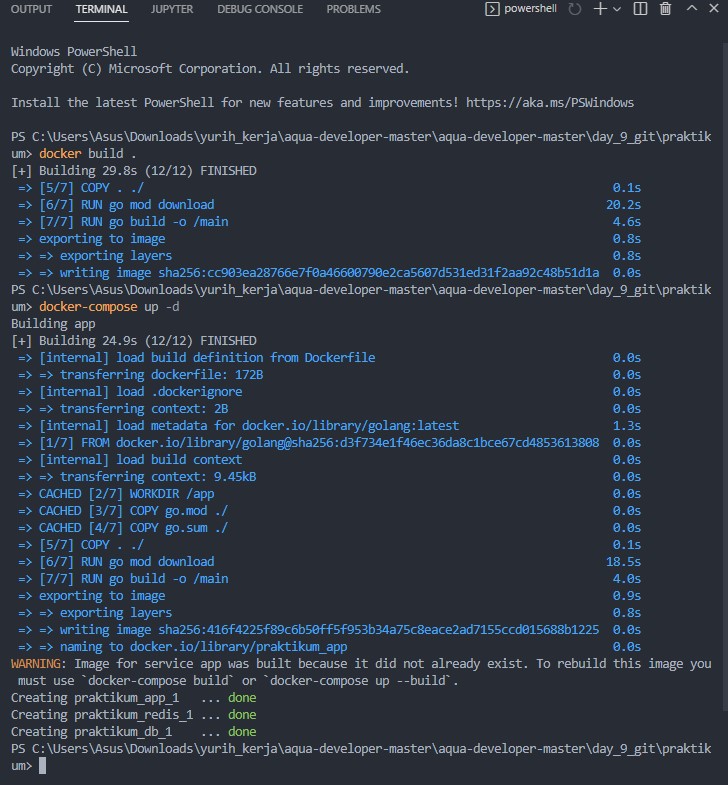 OUTPUT TERMINAL JUPYTER DEBUG CONSOLE PROBLEMS powershell
Windows PowerShell
Copyright (C) Microsoft Corporation. All rights reserved.
Install the latest PowerShell for new features and improvements! https://aka.ms/PSWindows
PS C:\Users\Asus\Downloads\yurih_kerja\aqua-developer-master\aqua-developer-master\day_9_git\praktik
um> docker build .
[+] Building 29.8s (12/12) FINISHED
=> [5/7] COPY . ./ 0.1s
=> [6/7] RUN go mod download 20.2s
=> [7/7] RUN go build -o /main 4.6s
=> exporting to image 0.8s
=> => exporting layers 0.8s
=> => writing image sha256:cc903ea28766e7f0a46600790e2ca5607d531ed31f2aa92c48b51d1a 0.0s
PS C:\Users\Asus\Downloads\yurih_kerja\aqua-developer-master\aqua-developer-master\day_9_git\praktik
um> docker-compose up -d
Building app
[+] Building 24.9s (12/12) FINISHED
=> [internal] load build definition from Dockerfile 0.0s
=> => transferring dockerfile: 172B 0.0s
=> [internal] load .dockerignore 0.0s
=> => transferring context: 2B 0.0s
=> [internal] load metadata for docker.io/library/golang:latest 1.3s
=> [1/7] FROM docker.io/library/golang@sha256:d3f734e1f46ec36da8c1bce67cd4853613808 0.0s
=> [internal] load build context 0.0s
=> => transferring context: 9.45kB 0.0s
=> CACHED [2/7] WORKDIR /app 0.0s
=> CACHED [3/7] COPY go.mod ./ 0.0s
=> CACHED [4/7] COPY go.sum ./ 0.0s
=> [5/7] COPY . ./ 0.1s
=> [6/7] RUN go mod download 18.5s
=> [7/7] RUN go build -o /main 4.0s
=> exporting to image 0.9s
=> => exporting layers 0.8s
=> => writing image sha256:416f4225f89c6b50ff5f953b34a75c8eace2ad7155ccd015688b1225 0.0s
=> => naming to docker.io/library/praktikum_app 0.0s
WARNING: Image for service app was built because it did not already exist. To rebuild this image you
must use `docker-compose build` or `docker-compose up --build`.
Creating praktikum_app_1 ... done
Creating praktikum_redis_1 ... done
Creating praktikum_db_1 ... done
PS C:\Users\Asus\Downloads\yurih_kerja\aqua-developer-master\aqua-developer-master\day_9_git\praktik
um>